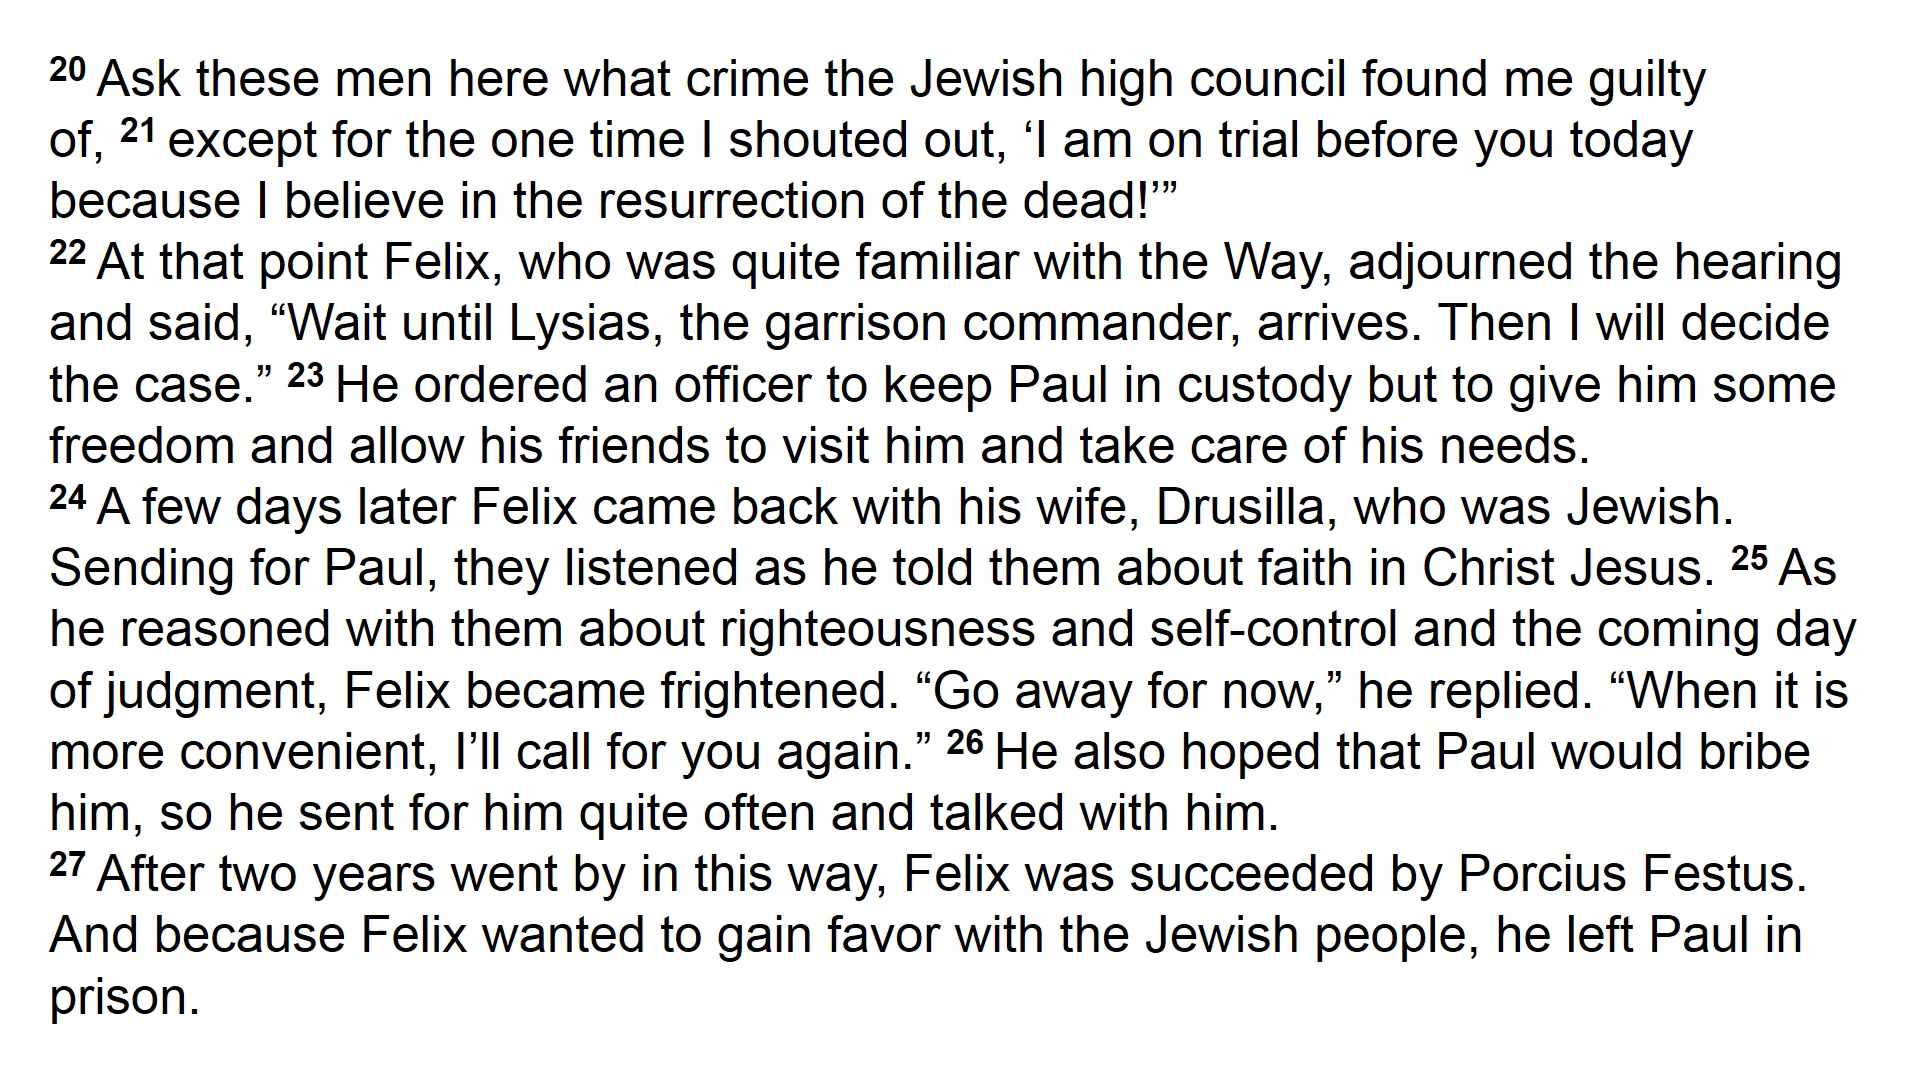 20 Ask these men here what crime the Jewish high council found me guilty
of, 21 except for the one time I shouted out, ‘I am on trial before you today
because I believe in the resurrection of the dead!’”
22 At that point Felix, who was quite familiar with the Way, adjourned the hearing
and said, “Wait until Lysias, the garrison commander, arrives. Then I will decide
the case.” 23 He ordered an officer to keep Paul in custody but to give him some
freedom and allow his friends to visit him and take care of his needs.
24 A few days later Felix came back with his wife, Drusilla, who was Jewish.
Sending for Paul, they listened as he told them about faith in Christ Jesus. 25 As
he reasoned with them about righteousness and self-control and the coming day
of judgment, Felix became frightened. “Go away for now,” he replied. “When it is
more convenient, I’ll call for you again.” 26 He also hoped that Paul would bribe
him, so he sent for him quite often and talked with him.
27 After two years went by in this way, Felix was succeeded by Porcius Festus.
And because Felix wanted to gain favor with the Jewish people, he left Paul in
prison.